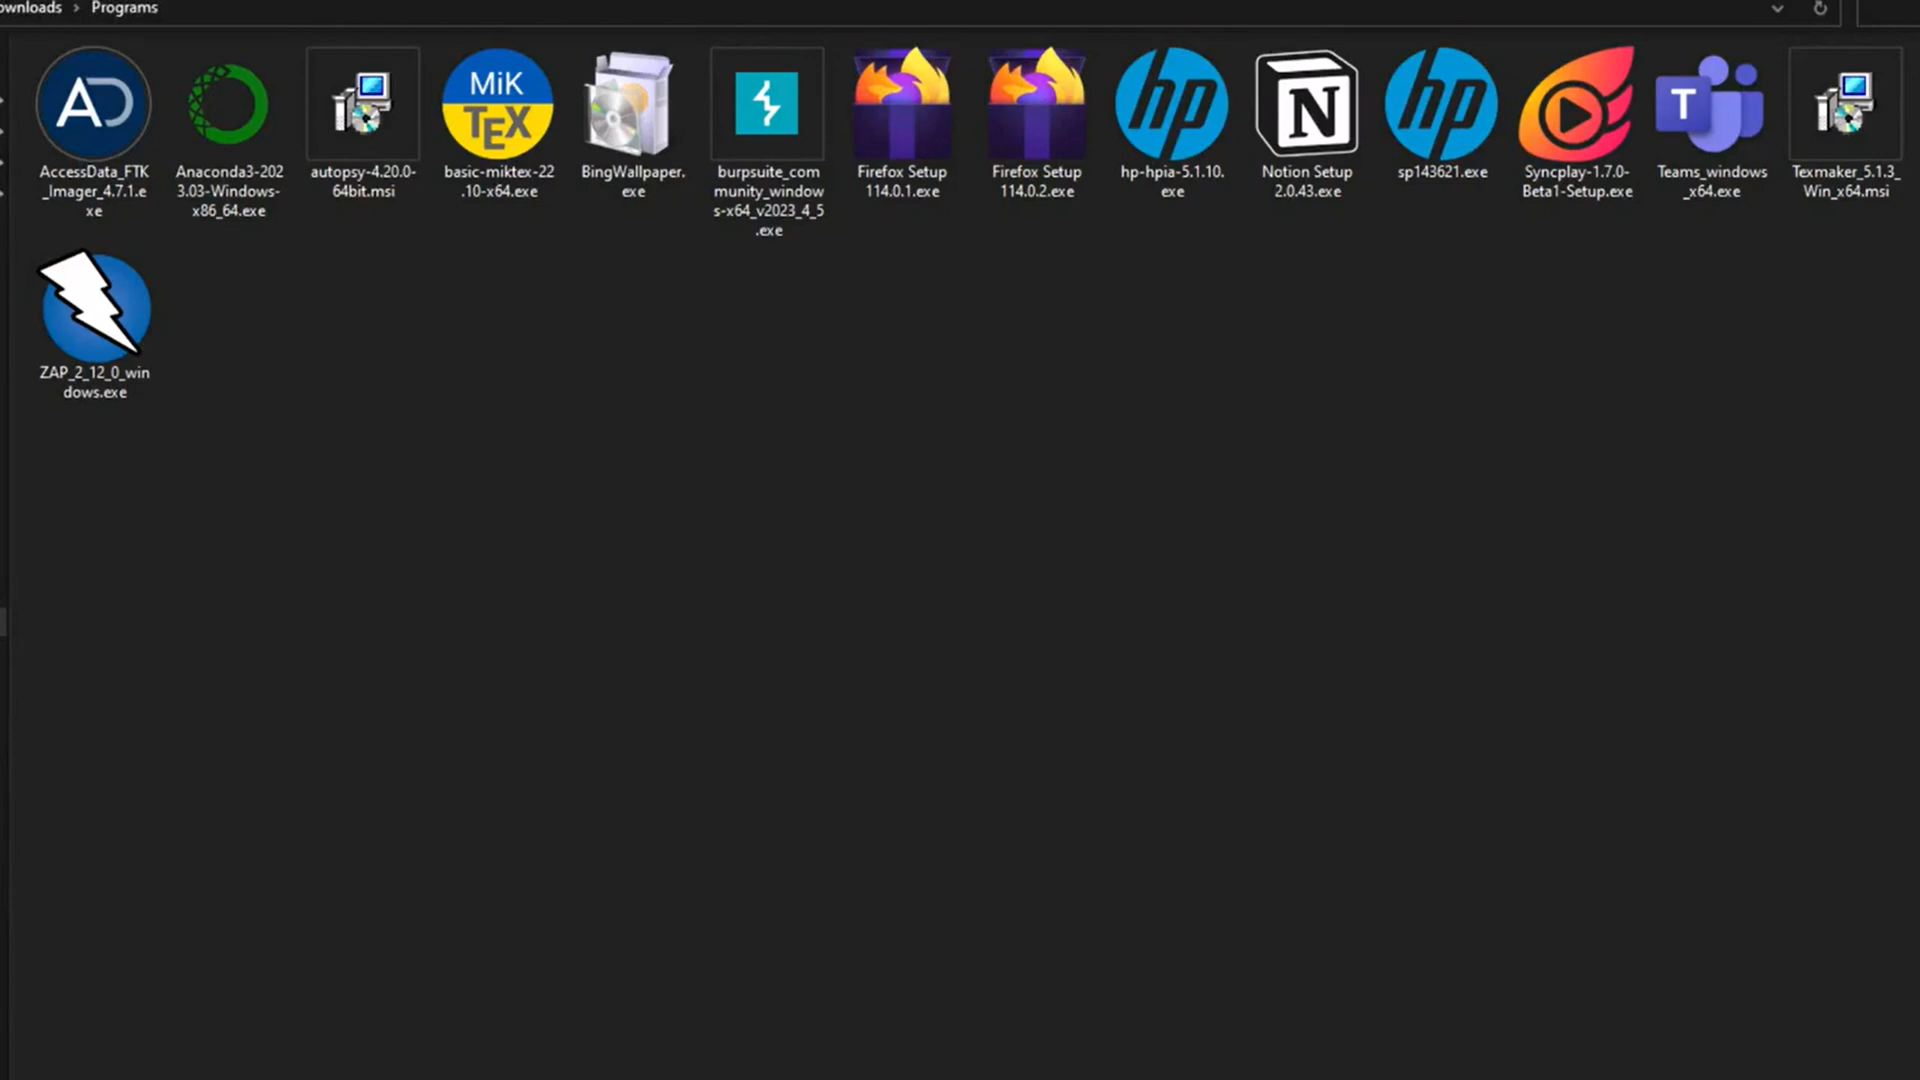 ownloads > Programs
AccessData_FTK
_Imager_4.7.1.e
xe
Anaconda3-202
3.03-Windows-
x86_64.exe
autopsy-4.20.0-
64bit.msi
MiK
TEX
basic-miktex-22
.10-x64.exe
BingWallpaper.
exe
burpsuite_com
munity_window
s-x64_v2023_4_5
.exe
Firefox Setup
114.0.1.exe
Firefox Setup
114.0.2.exe
hp
hp-hpia-5.1.10.
exe
N
Notion Setup
2.0.43.exe
hp
sp143621.exe
Syncplay-1.7.0-
Beta1-Setup.exe
T
Teams_windows
_x64.exe
Texmaker_5.1.3_
Win_x64.msi
ZAP_2_12_0_win
dows.exe